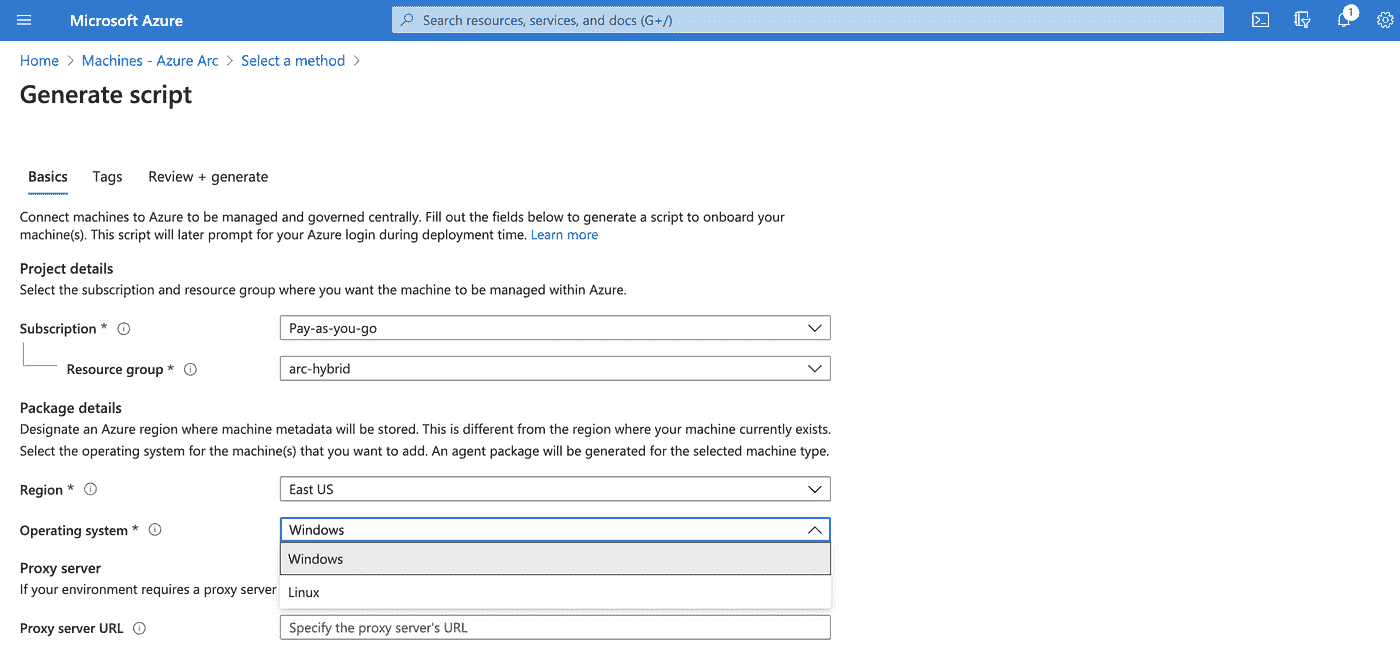 Microsoft Azure
Search resources, services, and docs (G+/)
1
Home > Machines - Azure Arc > Select a method >
Generate script
Basics Tags Review + generate
Connect machines to Azure to be managed and governed centrally. Fill out the fields below to generate a script to onboard your
machine(s). This script will later prompt for your Azure login during deployment time. Learn more
Project details
Select the subscription and resource group where you want the machine to be managed within Azure.
Subscription *
Pay-as-you-go
Resource group *
arc-hybrid
Package details
Designate an Azure region where machine metadata will be stored. This is different from the region where your machine currently exists.
Select the operating system for the machine(s) that you want to add. An agent package will be generated for the selected machine type.
Region *
East US
Operating system *
Windows
Windows
Linux
Proxy server
If your environment requires a proxy server
Proxy server URL
Specify the proxy server's URL